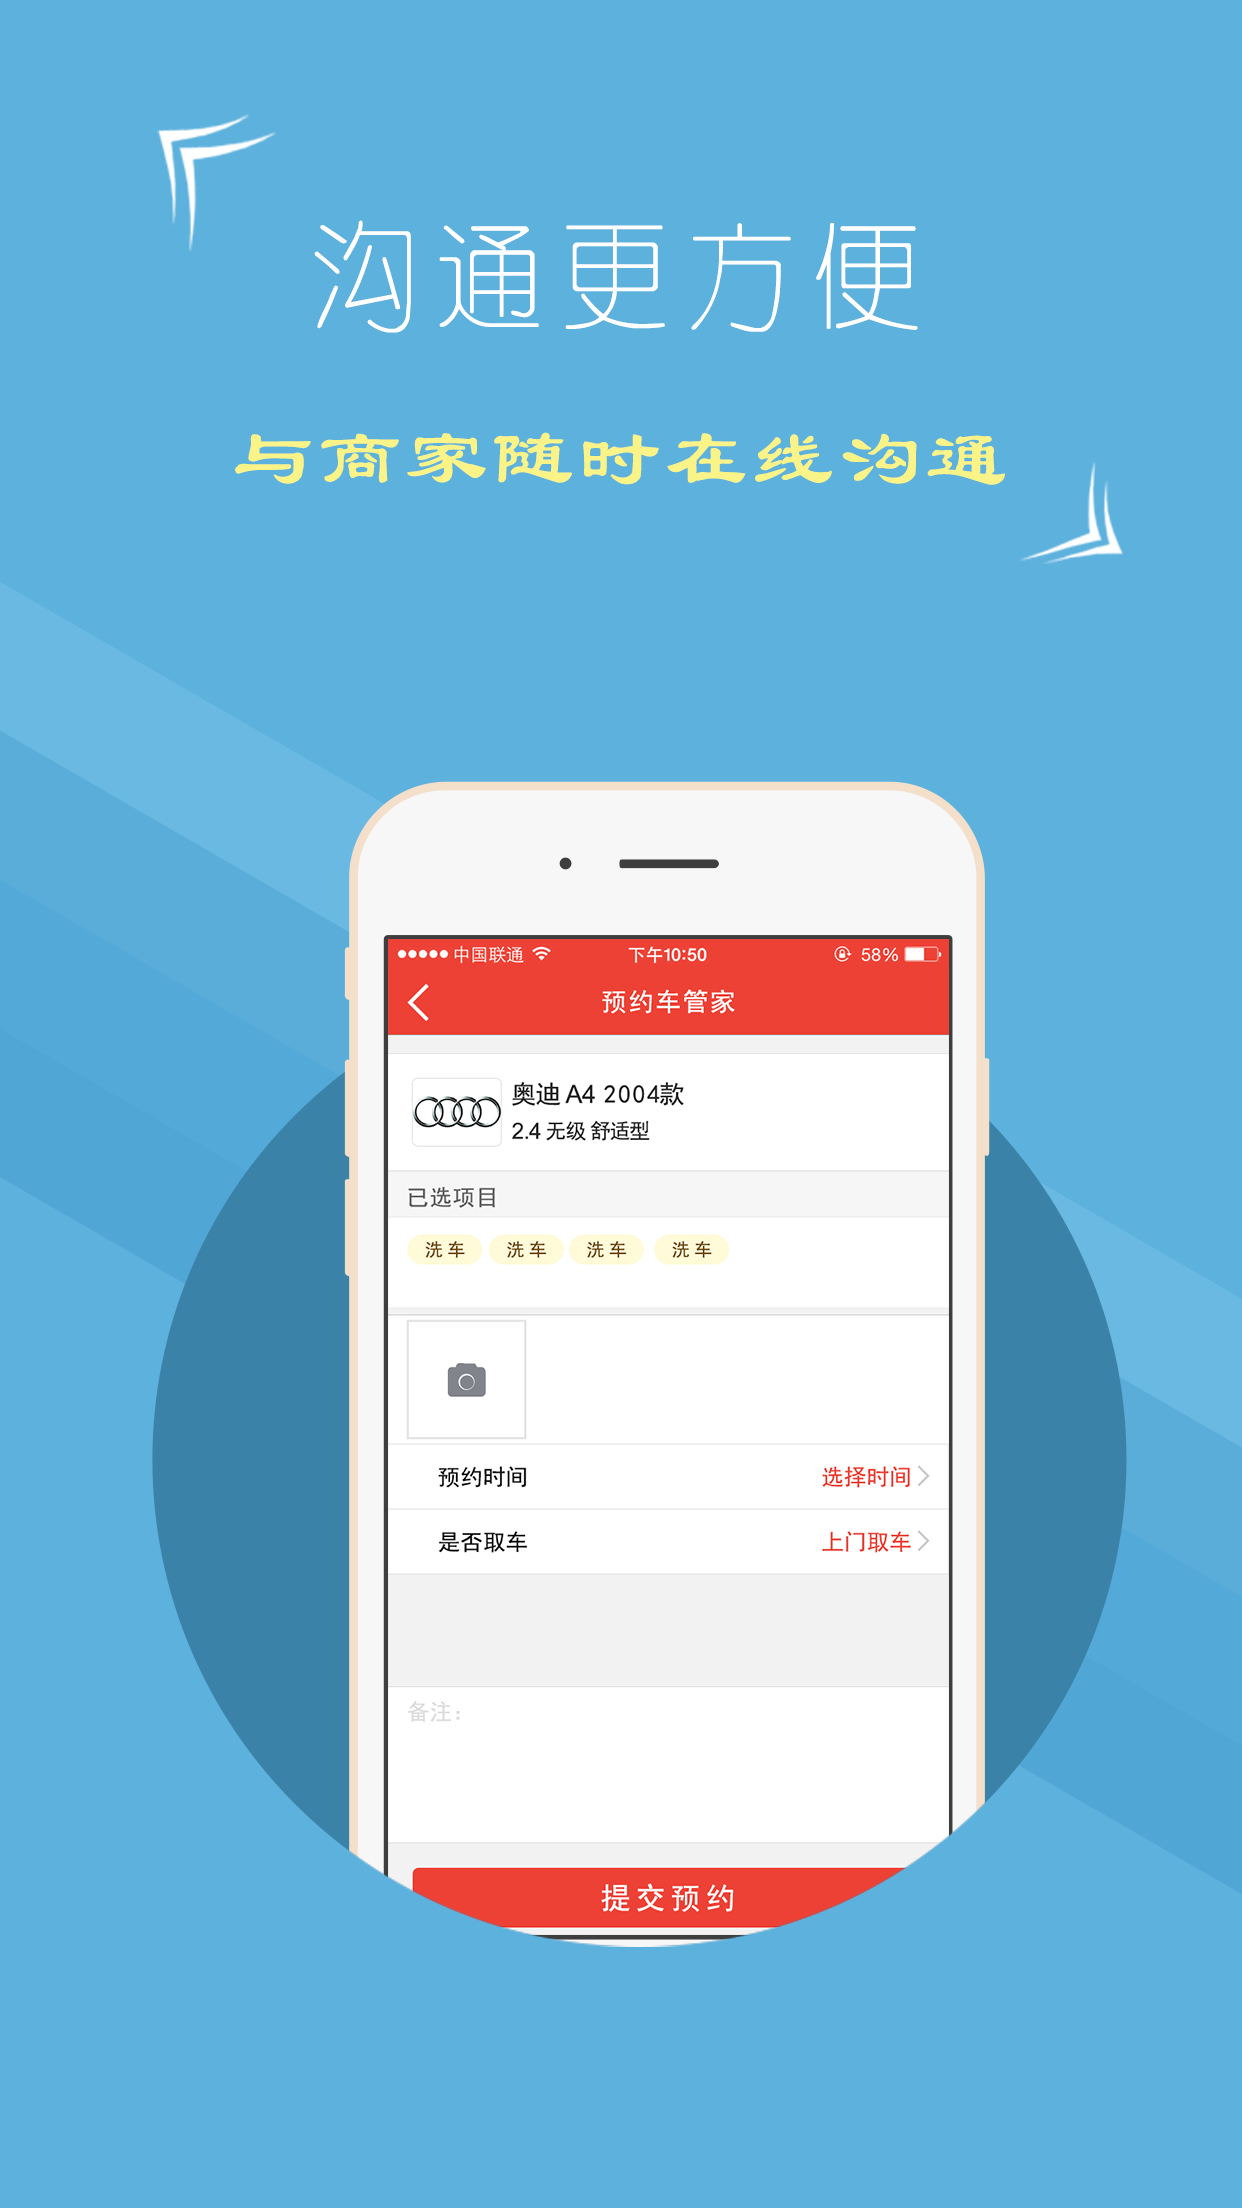 沟通更方便
与商家随时在线沟通
中国联通 下午10:50 58%
预约车管家
奥迪 A4 2004款
2.4 无级 舒适型
已选项目
洗车 洗车 洗车 洗车
预约时间 选择时间
是否取车 上门取车
备注：
提交预约